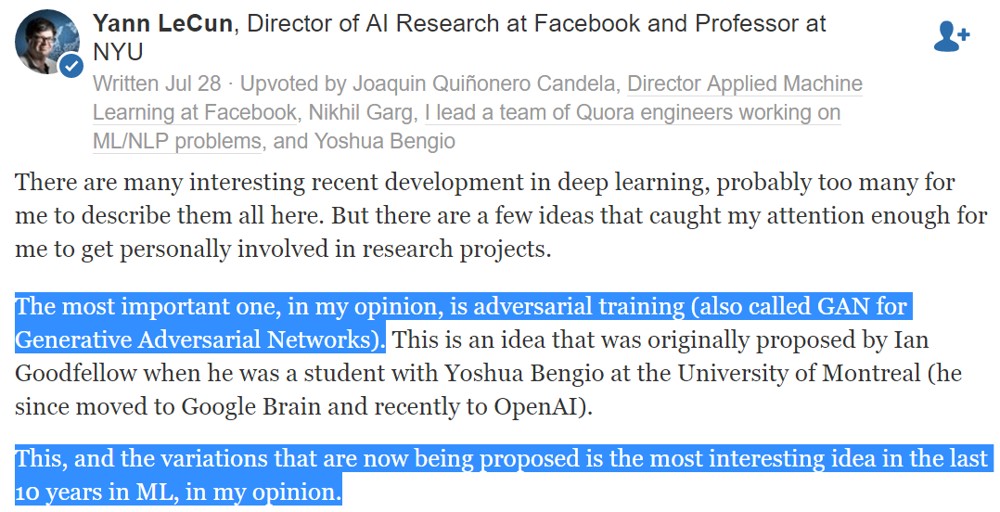 Yann LeCun, Director of AI Research at Facebook and Professor at
NYU
Written Jul 28 · Upvoted by Joaquin Quiñonero Candela, Director Applied Machine
Learning at Facebook, Nikhil Garg, I lead a team of Quora engineers working on
ML/NLP problems, and Yoshua Bengio
There are many interesting recent development in deep learning, probably too many for
me to describe them all here. But there are a few ideas that caught my attention enough for
me to get personally involved in research projects.
The most important one, in my opinion, is adversarial training (also called GAN for
Generative Adversarial Networks). This is an idea that was originally proposed by Ian
Goodfellow when he was a student with Yoshua Bengio at the University of Montreal (he
since moved to Google Brain and recently to OpenAI).
This, and the variations that are now being proposed is the most interesting idea in the last
10 years in ML, in my opinion.